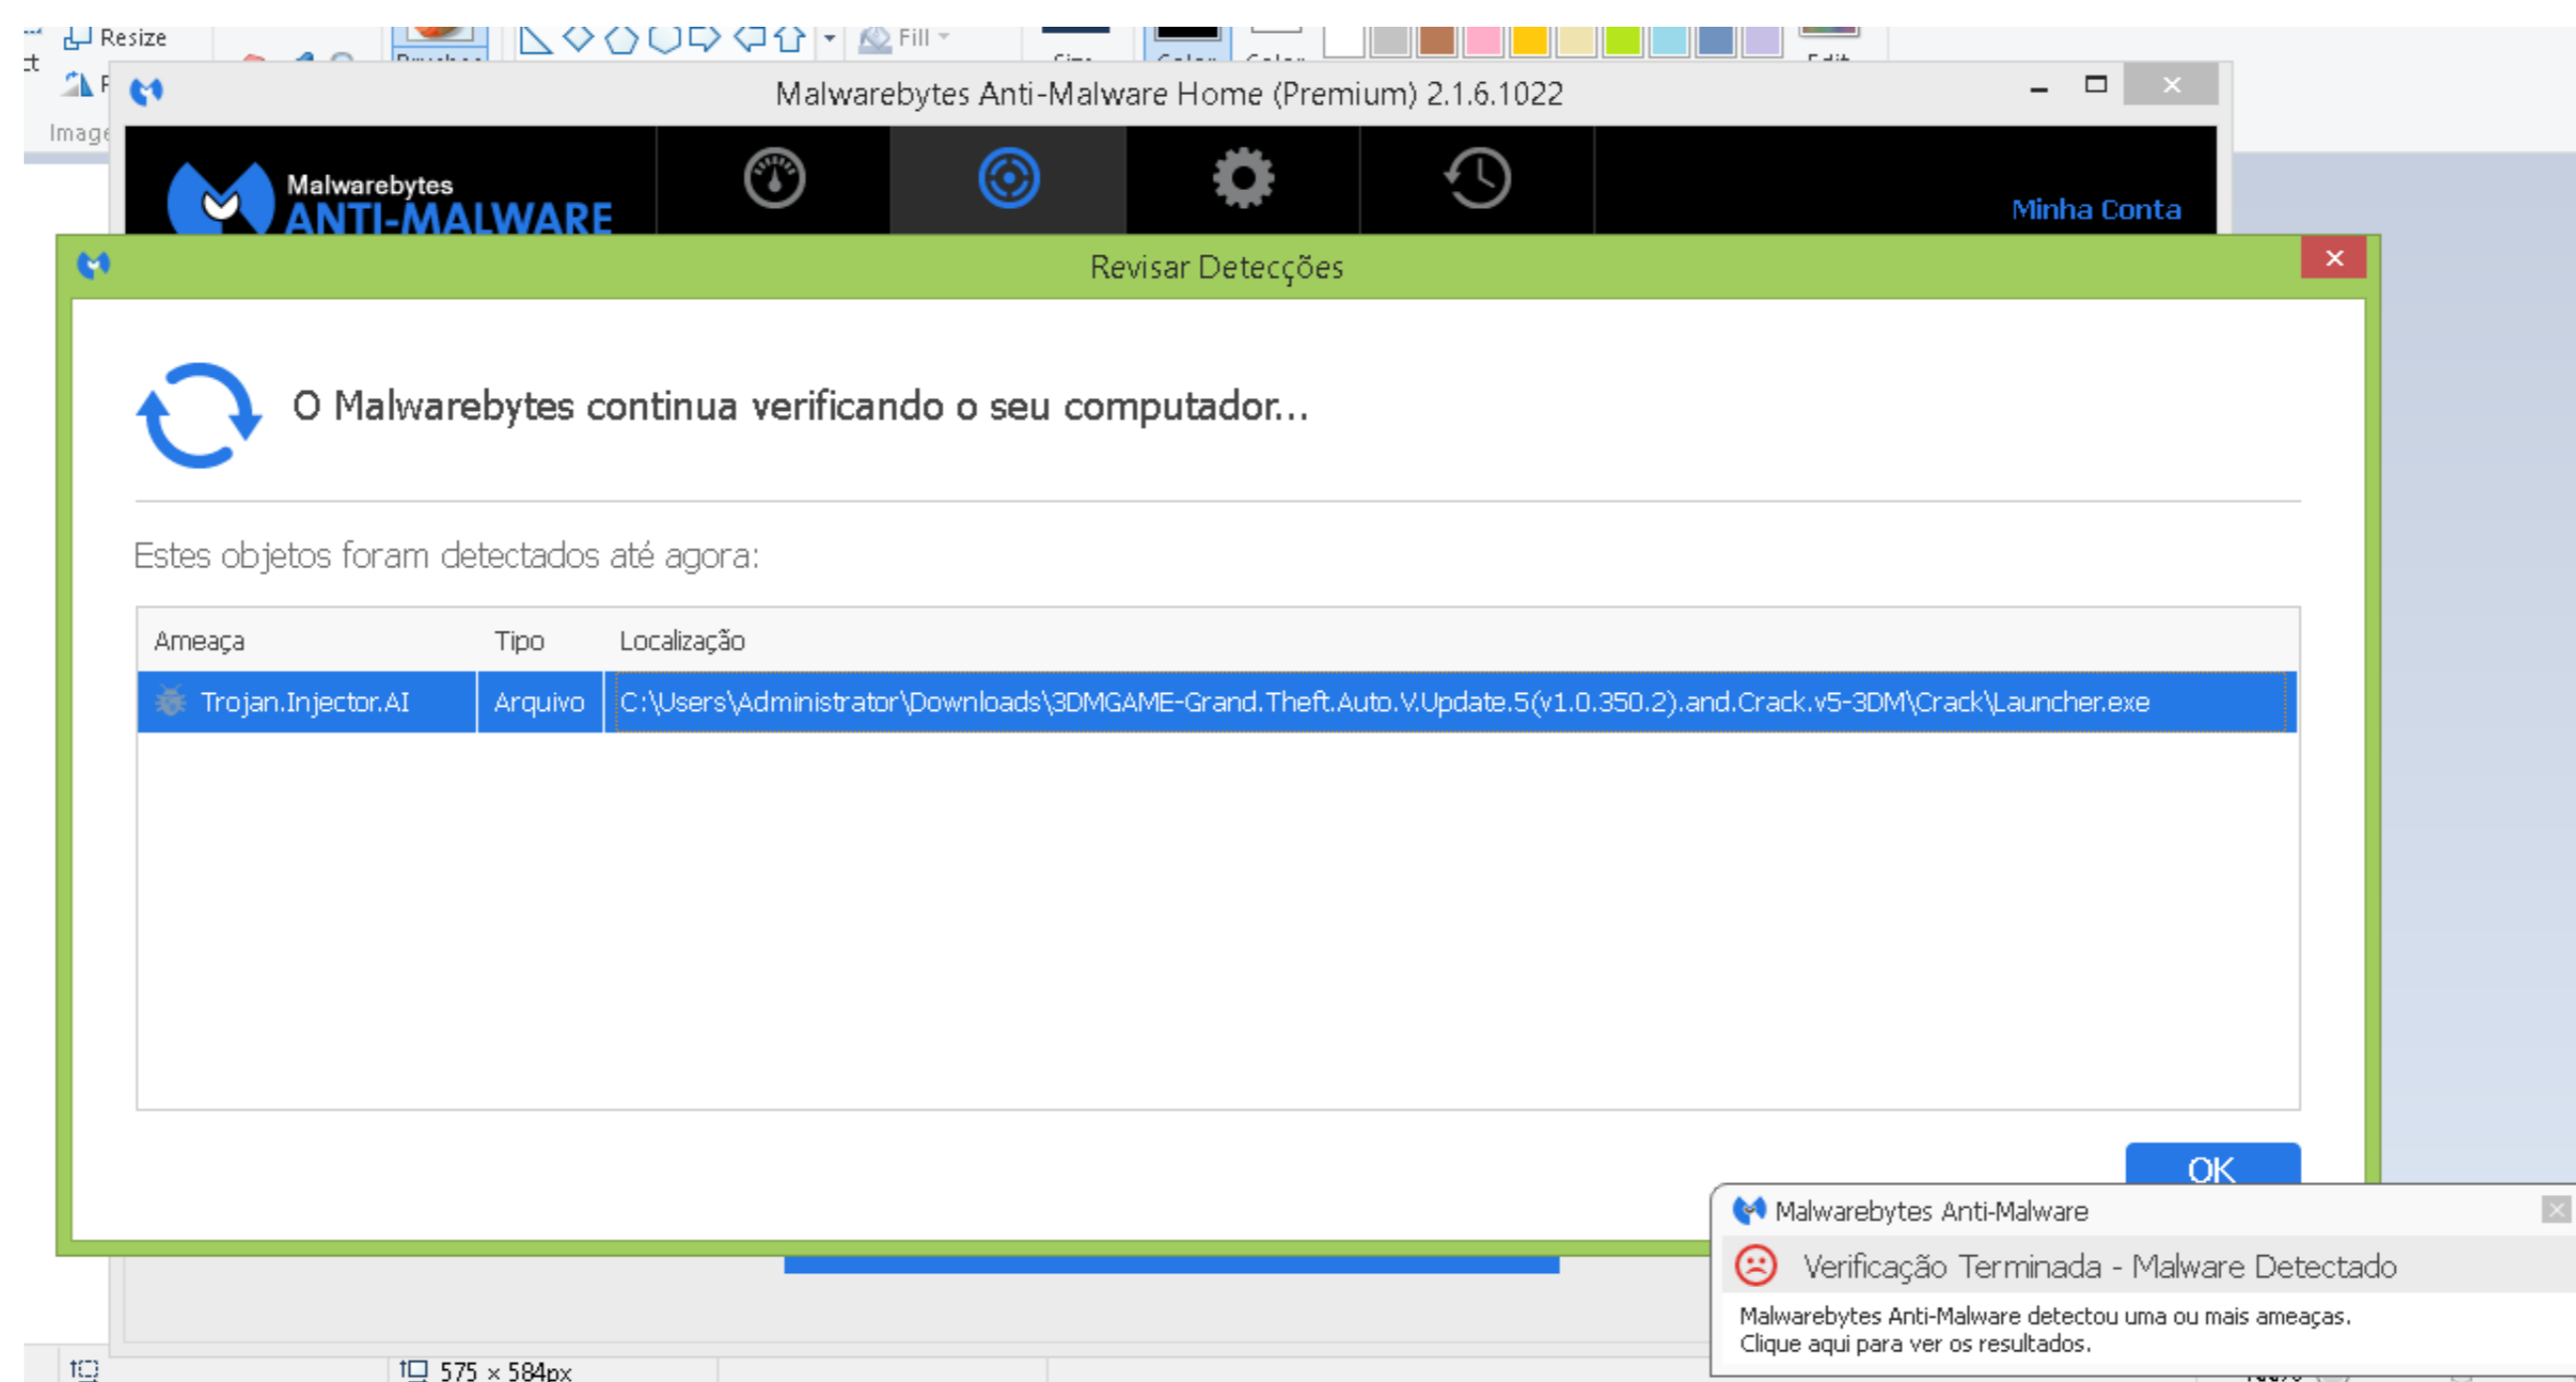 Resize
Fill
Malwarebytes Anti-Malware Home (Premium) 2.1.6.1022
Image
Malwarebytes
ANTI-MALWARE
Minha Conta
Revisar Detecções
O Malwarebytes continua verificando o seu computador...
Estes objetos foram detectados até agora:
Ameaça Tipo Localização
Trojan.Injector.AI Arquivo C:\Users\Administrator\Downloads\3DMGAME-Grand.Theft.Auto.V.Update.5(v1.0.350.2).and.Crack.v5-3DM\Crack\Launcher.exe
OK
Malwarebytes Anti-Malware
Verificação Terminada - Malware Detectado
Malwarebytes Anti-Malware detectou uma ou mais ameaças.
Clique aqui para ver os resultados.
575 × 584px